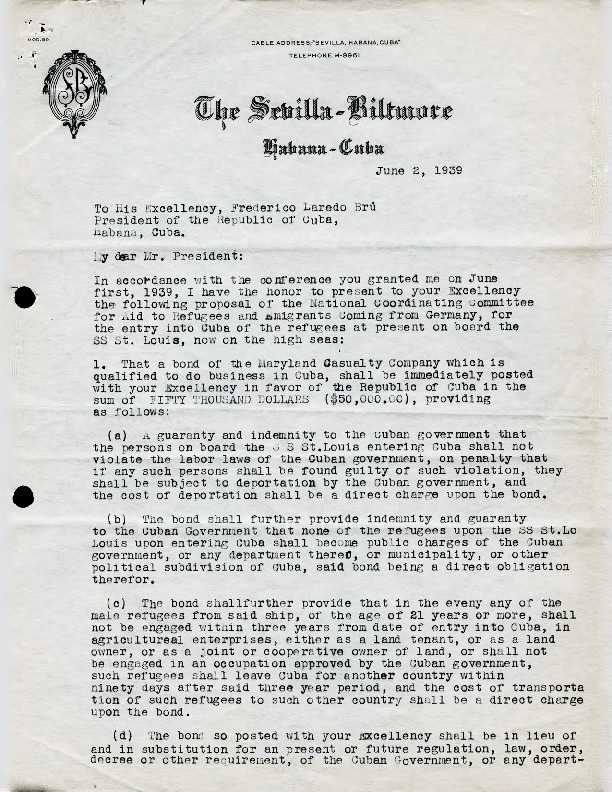 CABLE ADDRESS;"SEVILLA, HABANA, CUBA"
TELEPHONE: M-9961
SB
The Sevilla-Biltmore
Habana-Cuba
June 2, 1939
To His Excellency, Frederico Laredo Brú
President of the Republic of Cuba,
Habana, Cuba.
My dear Mr. President:
In accordance with the conference you granted me on June
first, 1939, I have the honor to present to your Excellency
the following proposal of the National Coordinating Committee
for Aid to Refugees and Emigrants Coming from Germany, for
the entry into Cuba of the refugees at present on board the
SS St. Louis, now on the high seas:
1. That a bond of the Maryland Casualty Company which is
qualified to do business in Cuba, shall be immediately posted
with your Excellency in favor of the Republic of Cuba in the
sum of FIFTY THOUSAND DOLLARS ($50,000.00), providing
as follows:
(a) A guaranty and indemnity to the Cuban government that
the persons on board the S S St.Louis entering Cuba shall not
violate the labor laws of the Cuban government, on penalty that
if any such persons shall be found guilty of such violation, they
shall be subject to deportation by the Cuban government, and
the cost of deportation shall be a direct charge upon the bond.
(b) The bond shall further provide indemnity and guaranty
to the Cuban Government that none of the refugees upon the SS St.Lo
Louis upon entering Cuba shall become public charges of the Cuban
government, or any department thereo, or municipality, or other
political subdivision of Cuba, said bond being a direct obligation
therefor.
(c) The bond shallfurther provide that in the eveny any of the
male refugees from said ship, of the age of 21 years or more, shall
not be engaged within three years from date of entry into Cuba, in
agricultureal enterprises, either as a land tenant, or as a land
owner, or as a joint or cooperative owner of land, or shall not
be engaged in an occupation approved by the Cuban government,
such refugees shall leave Cuba for another country within
ninety days after said three year period, and the cost of transporta
tion of such refugees to such other country shall be a direct charge
upon the bond.
(d) The bond so posted with your Excellency shall be in lieu of
and in substitution for an present or future regulation, law, order,
decree or other requirement, of the Cuban Government, or any depart-